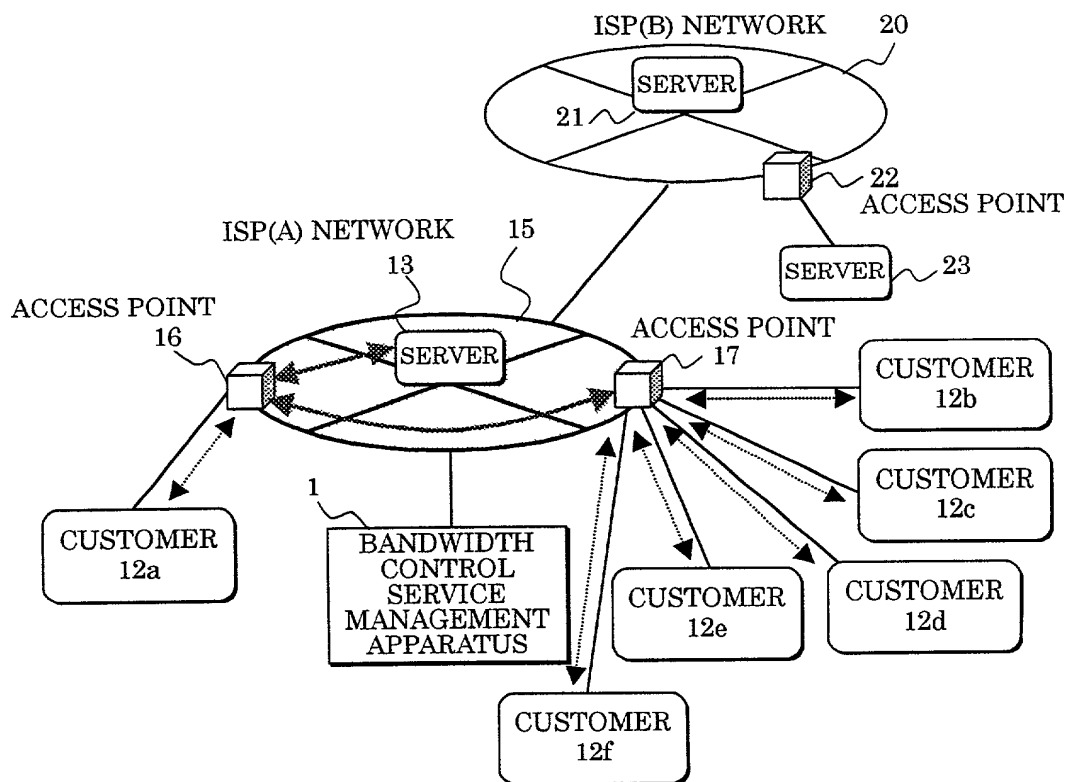 ISP(B) NETWORK
20
SERVER
21
22
ACCESS POINT
SERVER
23
ISP(A) NETWORK
15
13
ACCESS POINT
16
SERVER
ACCESS POINT
17
CUSTOMER
12b
CUSTOMER
12c
CUSTOMER
12a
1
BANDWIDTH
CONTROL
SERVICE
MANAGEMENT
APPARATUS
CUSTOMER
12e
CUSTOMER
12d
CUSTOMER
12f